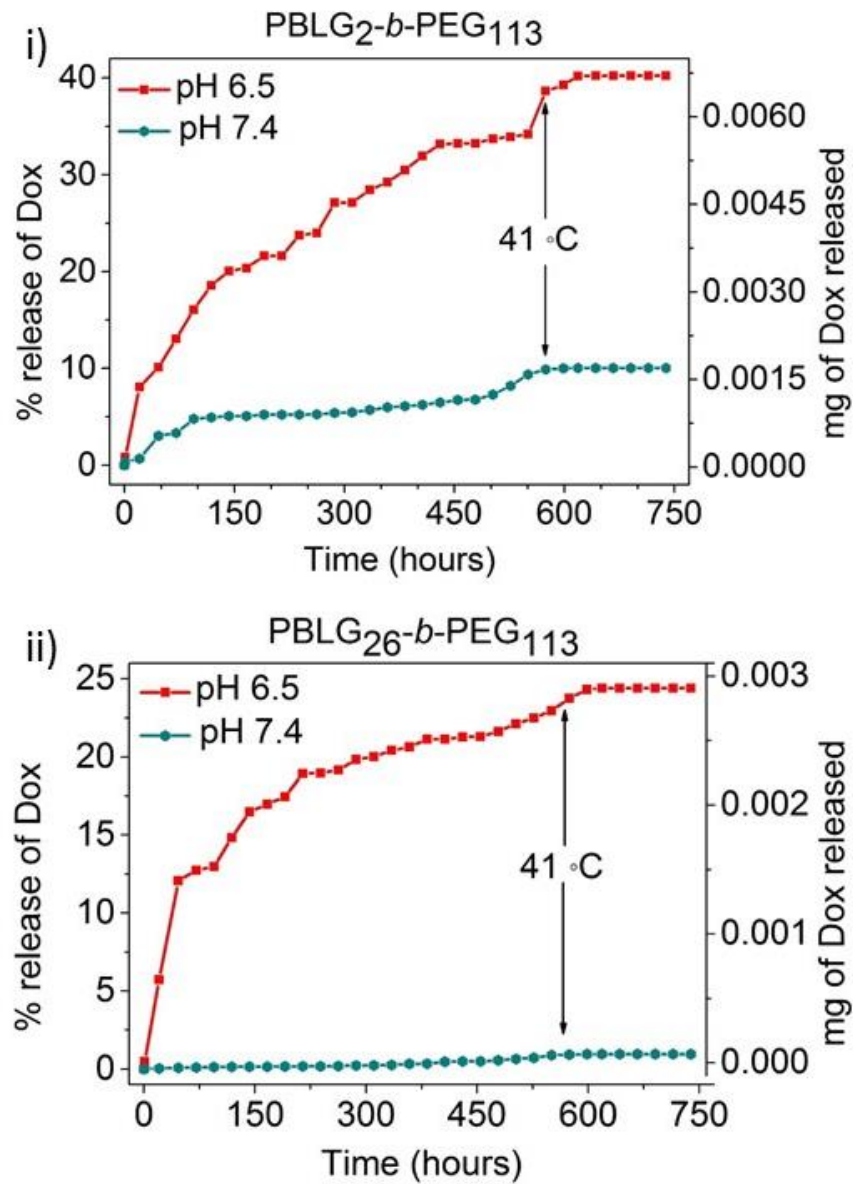 i)
PBLG2-b-PEG113
pH 6.5
pH 7.4
41 °C
% release of Dox
40
30
20
10
0
mg of Dox released
0.0060
0.0045
0.0030
0.0015
0.0000
0 150 300 450 600 750
Time (hours)
ii)
PBLG26-b-PEG113
pH 6.5
pH 7.4
41 °C
% release of Dox
25
20
15
10
5
0
mg of Dox released
0.003
0.002
0.001
0.000
0 150 300 450 600 750
Time (hours)